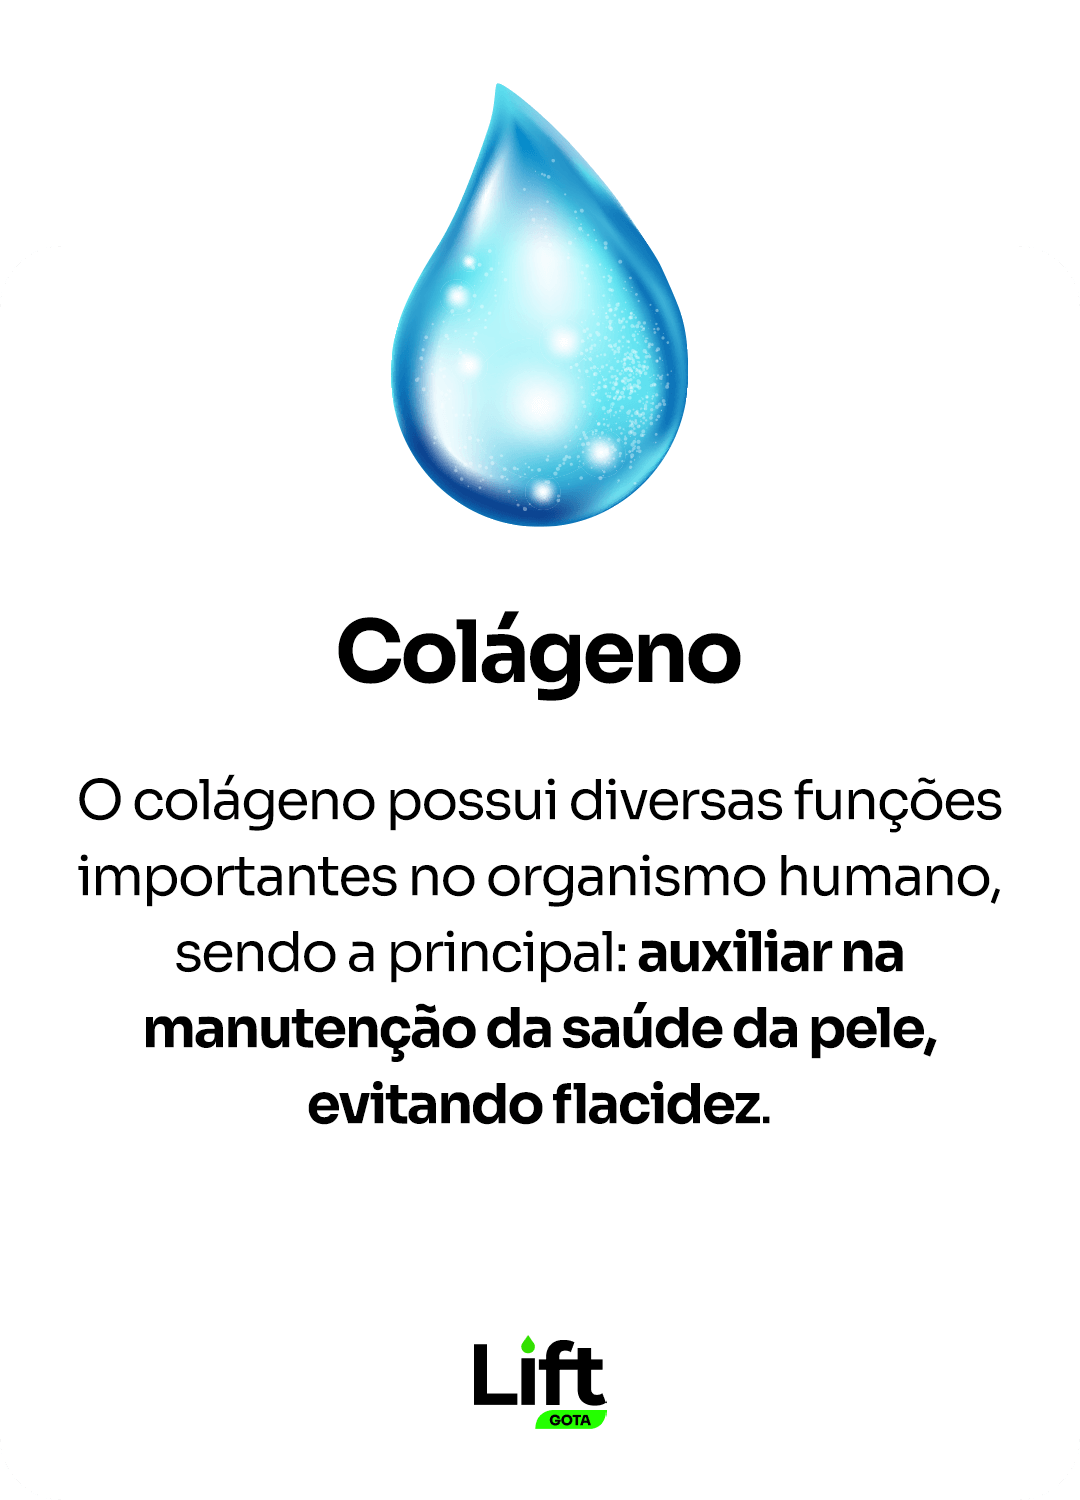 Colágeno
O colágeno possui diversas funções
importantes no organismo humano,
sendo a principal: auxiliar na
manutenção da saúde da pele,
evitando flacidez.
Lift
GOTA